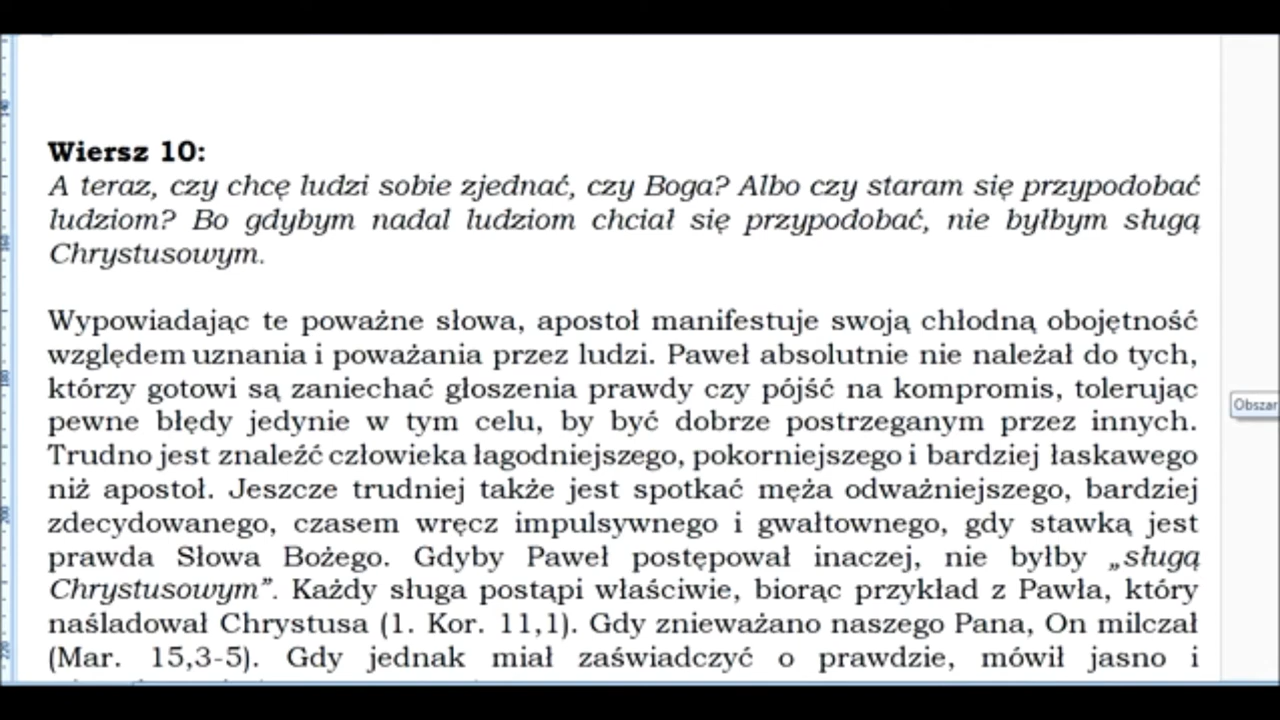 Wiersz 10:
A teraz, czy chcę ludzi sobie zjednać, czy Boga? Albo czy staram się przypodobać
ludziom? Bo gdybym nadal ludziom chciał się przypodobać, nie byłbym sługą
Chrystusowym.
Wypowiadając te poważne słowa, apostoł manifestuje swoją chłodną obojętność
względem uznania i poważania przez ludzi. Paweł absolutnie nie należał do tych,
którzy gotowi są zaniechać głoszenia prawdy czy pójść na kompromis, tolerując
pewne błędy jedynie w tym celu, by być dobrze postrzeganym przez innych.
Trudno jest znaleźć człowieka łagodniejszego, pokorniejszego i bardziej łaskawego
niż apostoł. Jeszcze trudniej także jest spotkać męża odważniejszego, bardziej
zdecydowanego, czasem wręcz impulsywnego i gwałtownego, gdy stawką jest
prawda Słowa Bożego. Gdyby Paweł postępował inaczej, nie byłby „sługą
Chrystusowym”. Każdy sługa postąpi właściwie, biorąc przykład z Pawła, który
naśladował Chrystusa (1. Kor. 11,1). Gdy znieważano naszego Pana, On milczał
(Mar. 15,3-5). Gdy jednak miał zaświadczyć o prawdzie, mówił jasno i
Obszar
140
160
180
200
220